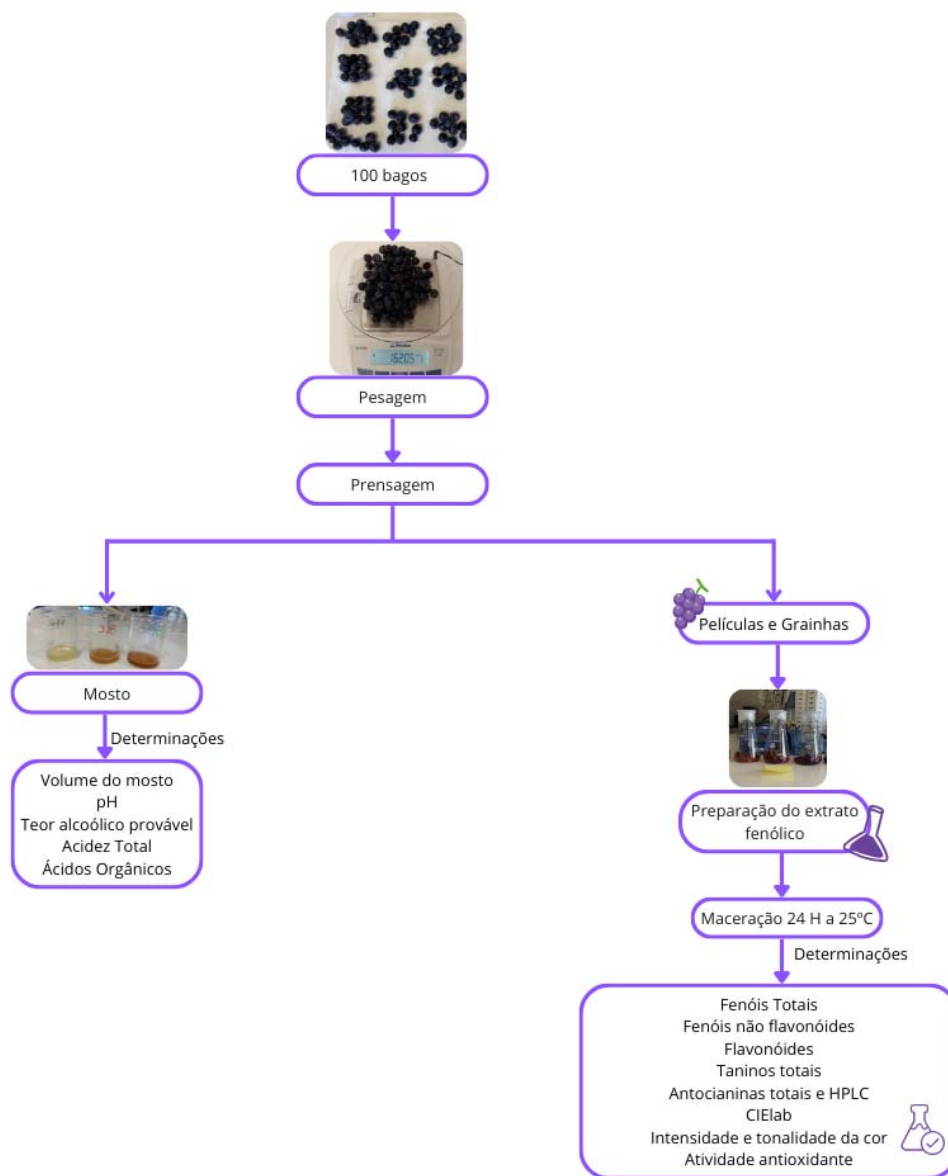 100 bagos
Pesagem
Prensagem
Mosto
Determinações
Volume do mosto
pH
Teor alcoólico provável
Acidez Total
Ácidos Orgânicos
Películas e Grainhas
Preparação do extrato
fenólico
Maceração 24 H a 25ºC
Determinações
Fenóis Totais
Fenóis não flavonóides
Flavonóides
Taninos totais
Antocianinas totais e HPLC
CIElab
Intensidade e tonalidade da cor
Atividade antioxidante